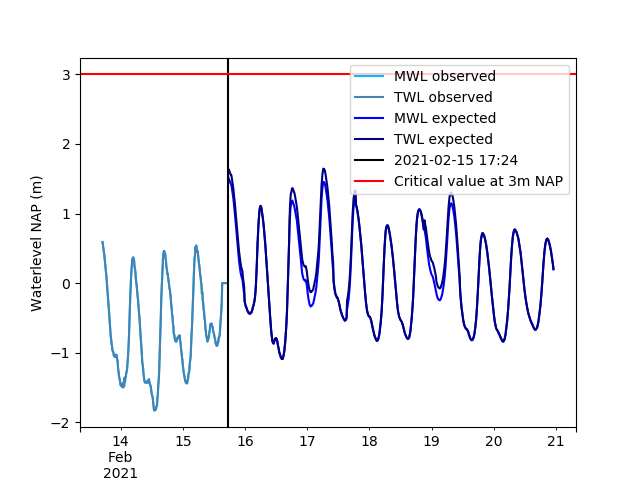 3
2
1
0
−1
−2
Waterlevel NAP (m)
MWL observed
TWL observed
MWL expected
TWL expected
2021-02-15 17:24
Critical value at 3m NAP
14 15 16 17 18 19 20 21
Feb
2021